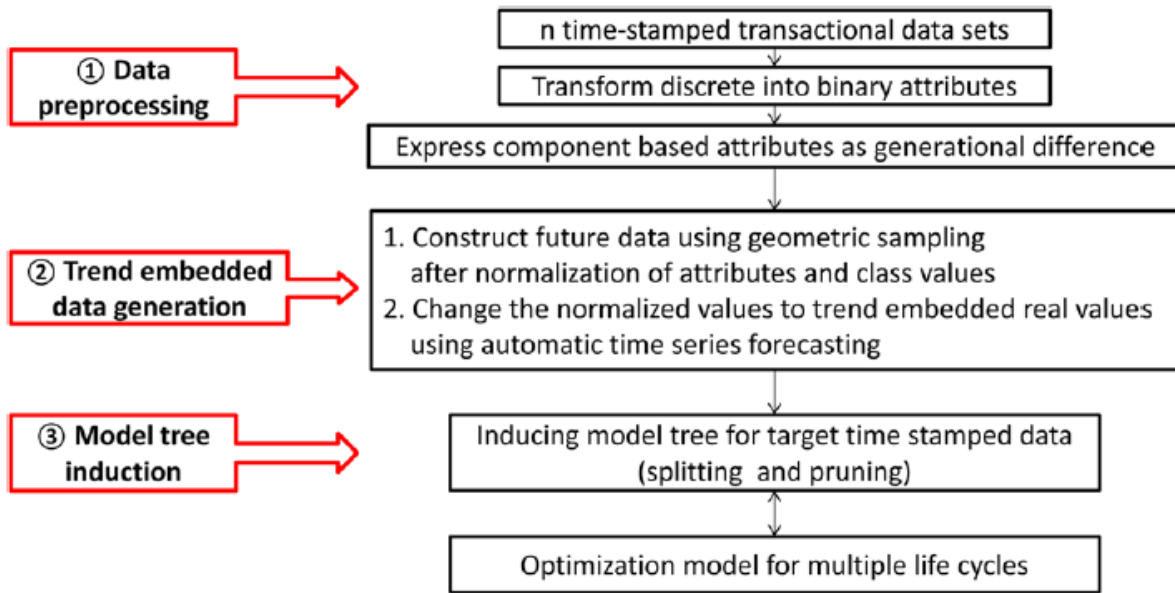 n time-stamped transactional data sets
① Data
preprocessing
Transform discrete into binary attributes
Express component based attributes as generational difference
② Trend embedded
data generation
1. Construct future data using geometric sampling
after normalization of attributes and class values
2. Change the normalized values to trend embedded real values
using automatic time series forecasting
③ Model tree
induction
Inducing model tree for target time stamped data
(splitting and pruning)
Optimization model for multiple life cycles